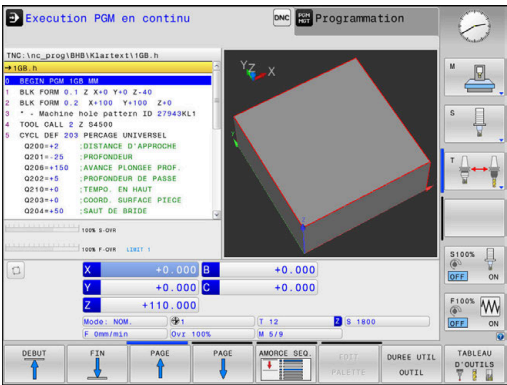 Execution PGM en continu
DNC
PGM
MDT
Programmation
TNC:\nc_prog\BHB\Klartext\1GB.h
→1GB.h
0 BEGIN PGM 1GB MM
1 BLK FORM 0.1 Z X+0 Y+0 Z-40
2 BLK FORM 0.2 X+100 Y+100 Z+0
3 * - Machine hole pattern ID 27943KL1
4 TOOL CALL 2 Z S4500
5 CYCL DEF 203 PERCAGE UNIVERSEL
Q200=+2 ;DISTANCE D'APPROCHE
Q201=-25 ;PROFONDEUR
Q206=+150 ;AVANCE PLONGEE PROF.
Q202=+5 ;PROFONDEUR DE PASSE
Q210=+0 ;TEMPO. EN HAUT
Q203=+0 ;COORD. SURFACE PIECE
Q204=+50 ;SAUT DE BRIDE
100% S-OVR
100% F-OVR LIMIT 1
Y Z X
Y
Z
M
S
T
S100%
OFF ON
F100%
OFF ON
X +0.000 B +0.000
Y +0.000 C +0.000
Z +110.000
Mode: NOM. 1 T 12 Z S 1800
F 0mm/min Ovr 100% M 5/9
DEBUT
FIN
PAGE
PAGE
AMORCE SEQ.
EDIT
PALETTE
DUREE UTIL
OUTIL
TABLEAU
D'OUTILS